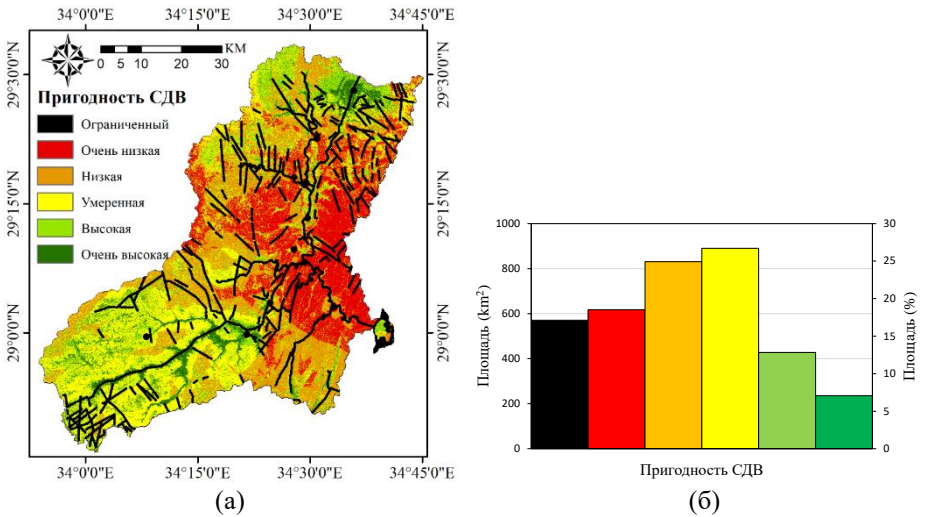 34°0'0"E 34°15'0"E 34°30'0"E 34°45'0"E
КМ
0 5 10 20 30
Пригодность СДВ
Ограниченный
Очень низкая
Низкая
Умеренная
Высокая
Очень высокая
29°30'0"N
29°15'0"N
29°0'0"N
29°30'0"N
29°15'0"N
29°0'0"N
34°0'0"E 34°15'0"E 34°30'0"E 34°45'0"E
(а)
Площадь (km²)
1000
800
600
400
200
0
30
25
20
15
10
5
0
Площадь (%)
Пригодность СДВ
(б)